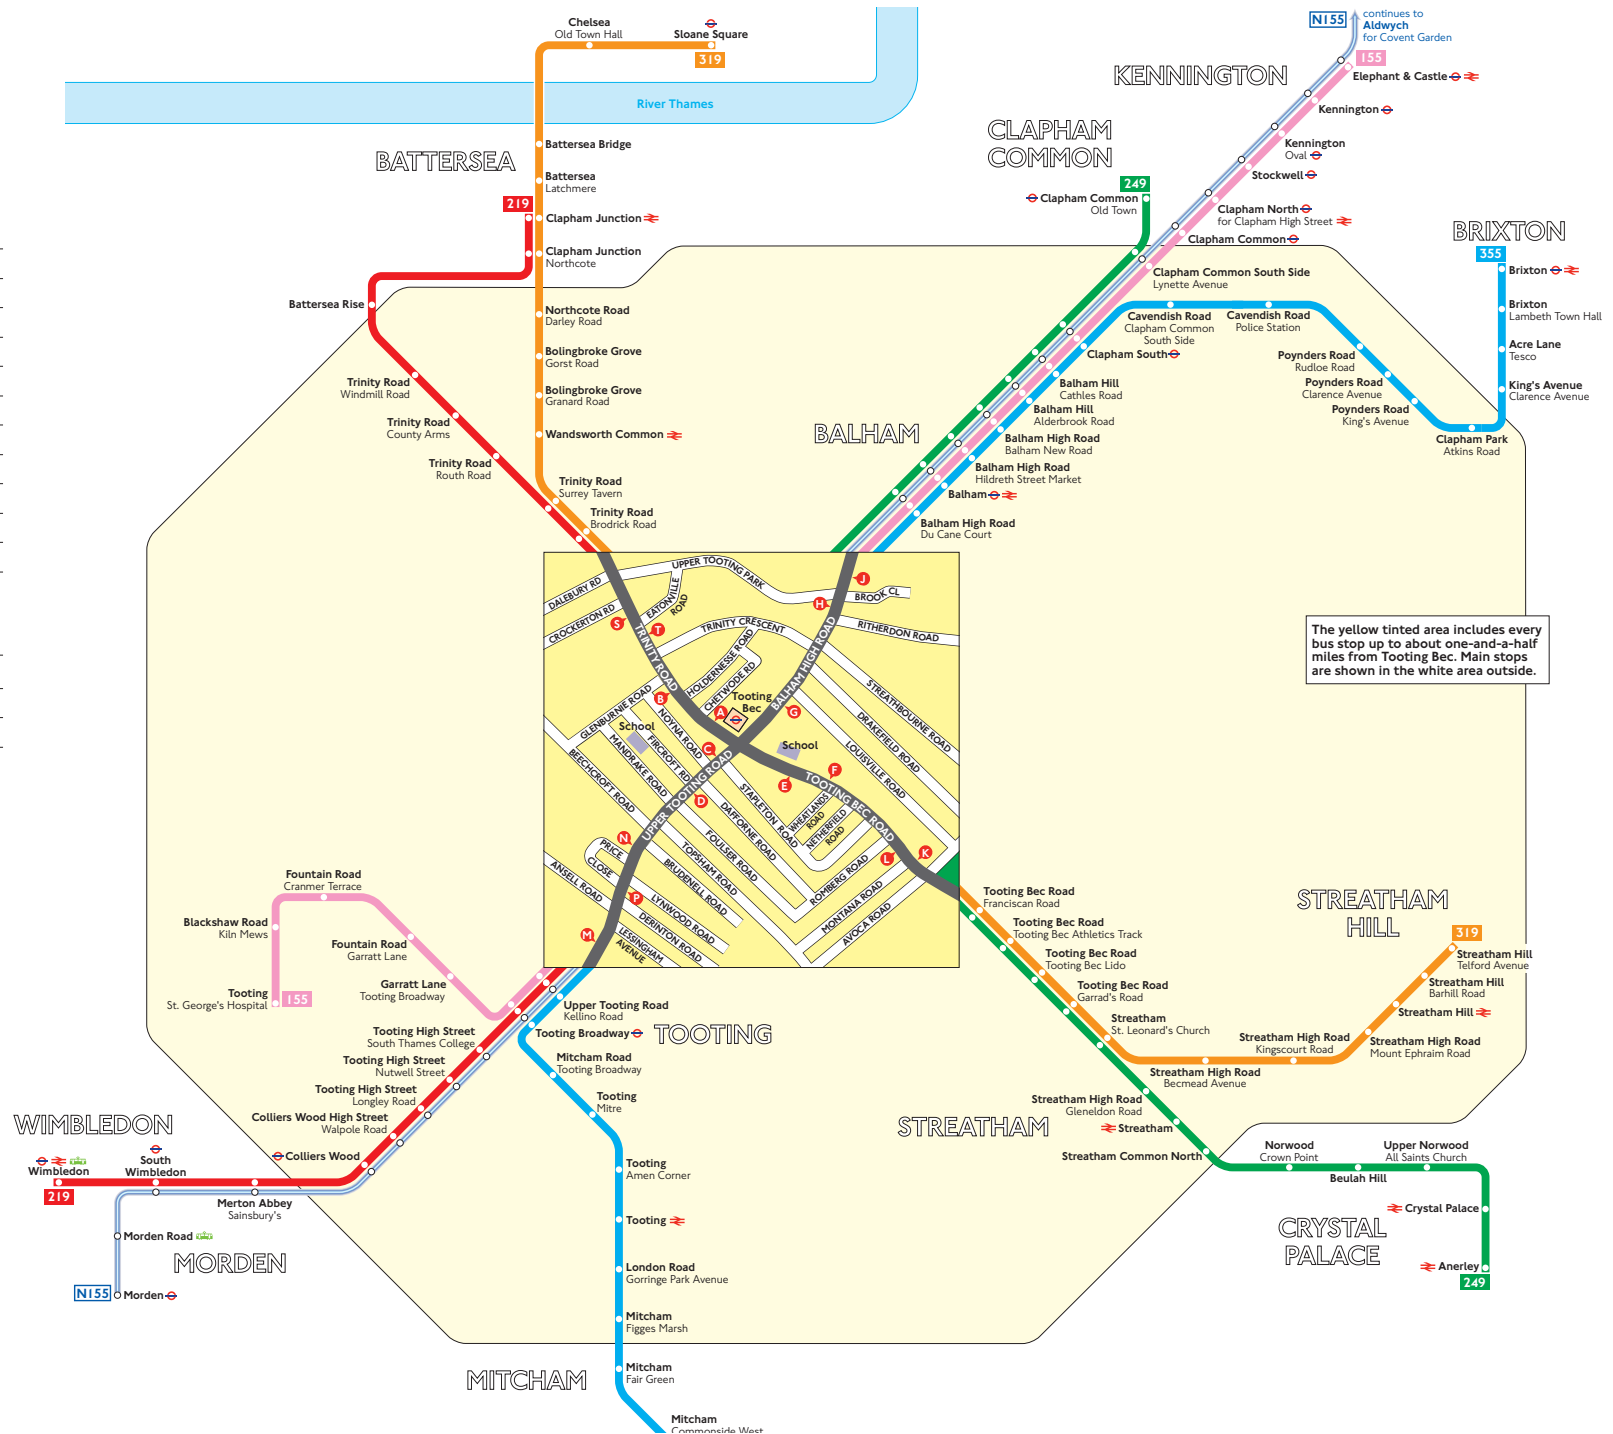 N155
continues to
Aldwych
for Covent Garden
Chelsea
Old Town Hall
Sloane Square
319
155
KENNINGTON
Elephant & Castle
River Thames
Kennington
CLAPHAM
COMMON
Battersea Bridge
Kennington
Oval
BATTERSEA
Stockwell
Battersea
Latchmere
249
Clapham Common
Old Town
219
Clapham Junction
Clapham North
for Clapham High Street
Clapham Common
BRIXTON
355
Clapham Junction
Northcote
Clapham Common South Side
Lynette Avenue
Brixton
Battersea Rise
Northcote Road
Darley Road
Cavendish Road
Clapham Common
South Side
Cavendish Road
Police Station
Brixton
Lambeth Town Hall
Bolingbroke Grove
Gorst Road
Clapham South
Poynders Road
Rudloe Road
Acre Lane
Tesco
Trinity Road
Windmill Road
Bolingbroke Grove
Granard Road
Balham Hill
Cathles Road
Poynders Road
Clarence Avenue
King's Avenue
Clarence Avenue
Trinity Road
County Arms
Balham Hill
Alderbrook Road
Poynders Road
King's Avenue
BALHAM
Wandsworth Common
Balham High Road
Balham New Road
Clapham Park
Atkins Road
Trinity Road
Routh Road
Balham High Road
Hildreth Street Market
Trinity Road
Surrey Tavern
Balham
Trinity Road
Brodrick Road
Balham High Road
Du Cane Court
UPPER TOOTING PARK
DALEBURY RD
EATONVILLE
ROAD
J
BROOK CL
H
CROCKERTON RD
S
T
TRINITY CRESCENT
RITHERDON ROAD
TRINITY ROAD
BALHAM HIGH ROAD
HOLDERNESSE ROAD
CHETWODE RD
STREATHBOURNE ROAD
GLENBURNIE ROAD
B
A
Tooting
Bec
G
DRAKEFIELD ROAD
School
NOYNA ROAD
C
School
LOUISVILLE ROAD
FIRCROFT RD
MANDRAKE ROAD
BEECHCROFT ROAD
UPPER TOOTING ROAD
D
E
F
TOOTING BEC ROAD
STAPLETON ROAD
WHEATLANDS
ROAD
NETHERFIELD
ROAD
DAFFORNE ROAD
FOULSER ROAD
TOPSHAM ROAD
BRUDENELL ROAD
N
PRICE
CLOSE
L
K
ROMBERG ROAD
MONTANA ROAD
AVOCA ROAD
ANSELL ROAD
P
LYNWOOD ROAD
DERINTON ROAD
M
LESSINGHAM
AVENUE
The yellow tinted area includes every
bus stop up to about one-and-a-half
miles from Tooting Bec. Main stops
are shown in the white area outside.
Fountain Road
Cranmer Terrace
Blackshaw Road
Kiln Mews
Fountain Road
Garratt Lane
Garratt Lane
Tooting Broadway
Tooting
St. George's Hospital
155
Tooting Bec Road
Franciscan Road
Tooting Bec Road
Tooting Bec Athletics Track
Tooting Bec Road
Tooting Bec Lido
Tooting Bec Road
Garrad's Road
Streatham
St. Leonard's Church
STREATHAM
HILL
319
Streatham Hill
Telford Avenue
Streatham Hill
Barhill Road
Streatham Hill
Streatham High Road
Mount Ephraim Road
Streatham High Road
Kingscourt Road
Streatham High Road
Becmead Avenue
Upper Tooting Road
Kellino Road
Tooting Broadway
TOOTING
Tooting High Street
South Thames College
Mitcham Road
Tooting Broadway
Tooting High Street
Nutwell Street
Tooting High Street
Longley Road
Tooting
Mitre
Colliers Wood High Street
Walpole Road
WIMBLEDON
Colliers Wood
Wimbledon
South
Wimbledon
219
Merton Abbey
Sainsbury's
Morden Road
MORDEN
N155
Morden
Tooting
Amen Corner
Tooting
London Road
Gorringe Park Avenue
Mitcham
Figges Marsh
MITCHAM
Mitcham
Fair Green
Mitcham
Commonside West
STREATHAM
Streatham High Road
Gleneldon Road
Streatham
Streatham Common North
Norwood
Crown Point
Upper Norwood
All Saints Church
Beulah Hill
Crystal Palace
CRYSTAL
PALACE
Anerley
249